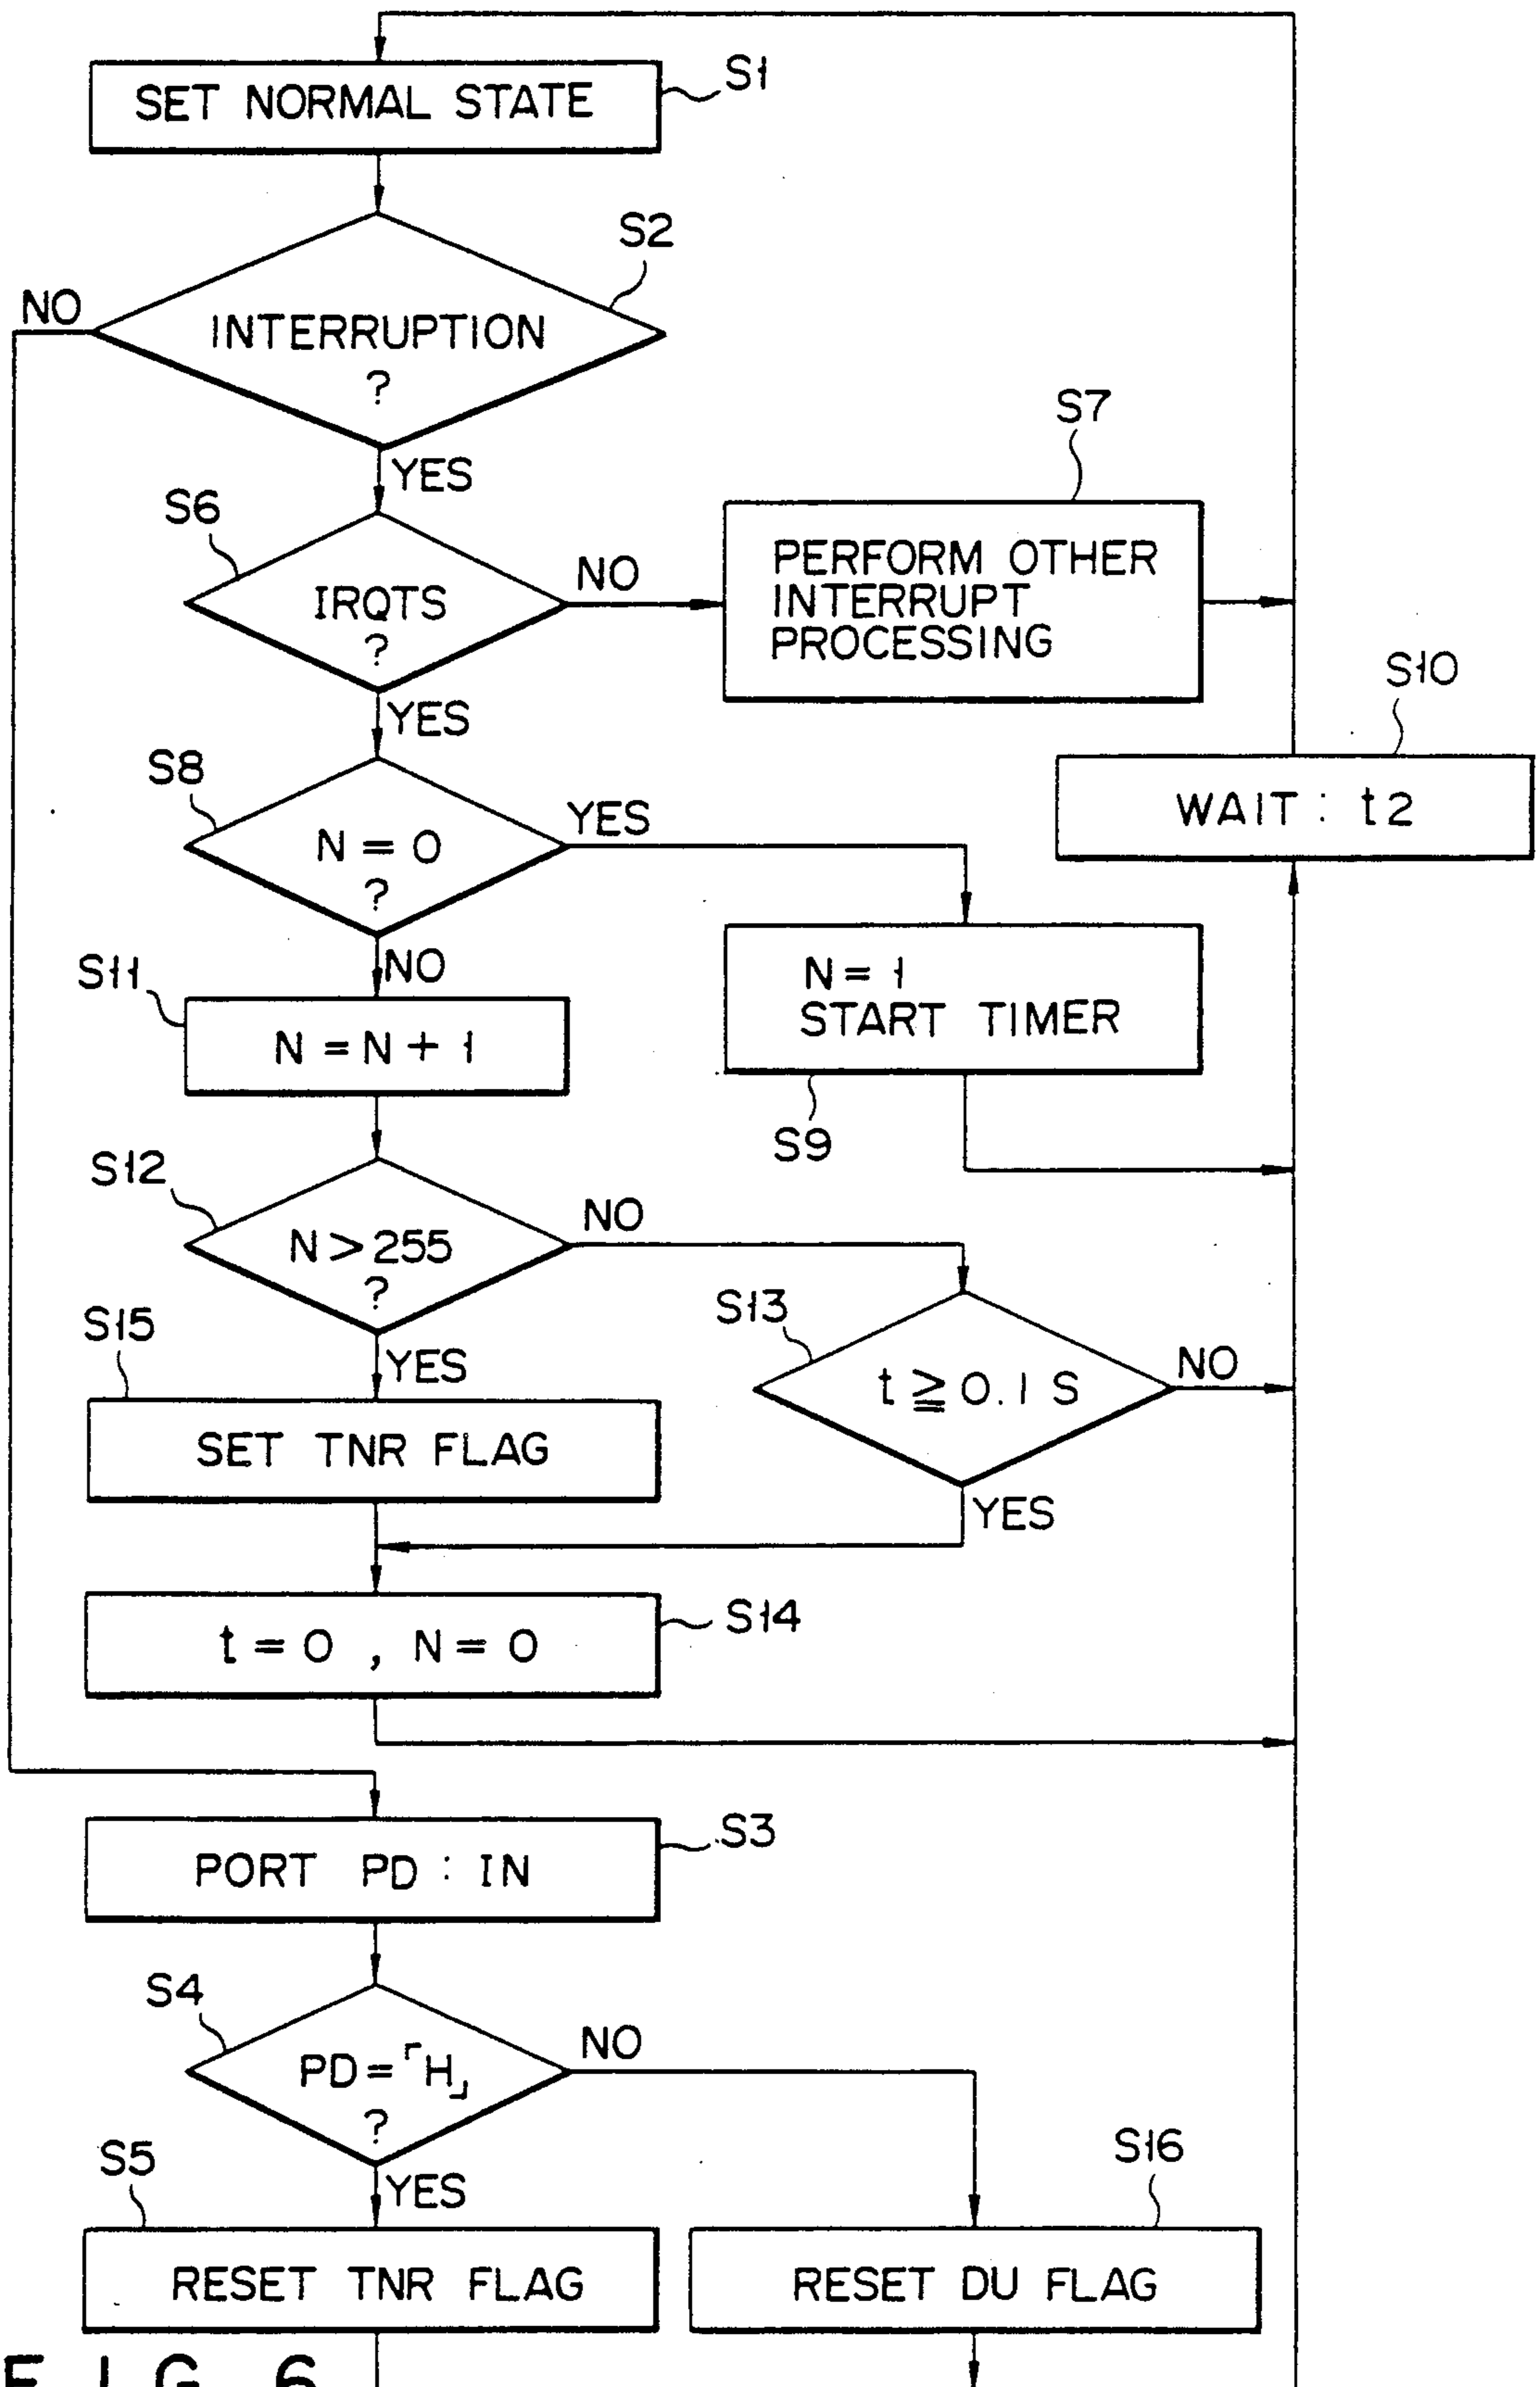 SET NORMAL STATE
S1
S2
NO
INTERRUPTION
?
YES
S6
IRQTS
?
NO
S7
PERFORM OTHER
INTERRUPT
PROCESSING
YES
S10
WAIT : t2
S8
N = 0
?
YES
NO
N = 1
START TIMER
S9
S11
N = N + 1
S12
N > 255
?
NO
S13
t ≧ 0.1 S
NO
YES
S15
YES
SET TNR FLAG
t = 0 , N = 0
S14
S3
PORT PD : IN
S4
PD = 「H」
?
NO
YES
S5
RESET TNR FLAG
S16
RESET DU FLAG
FIG. 6